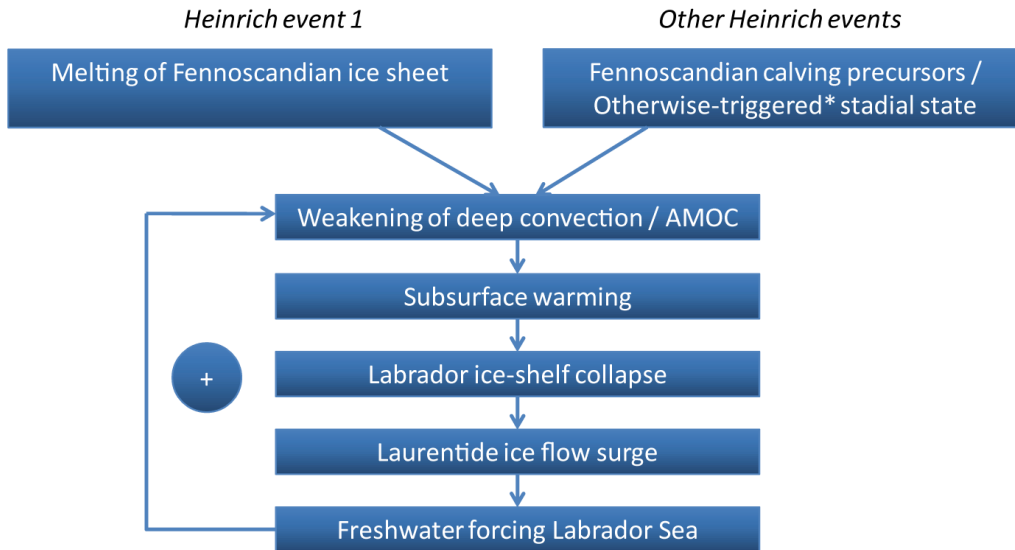 Heinrich event 1
Other Heinrich events
Melting of Fennoscandian ice sheet
Fennoscandian calving precursors /
Otherwise-triggered* stadial state
Weakening of deep convection / AMOC
Subsurface warming
Labrador ice-shelf collapse
+
Laurentide ice flow surge
Freshwater forcing Labrador Sea